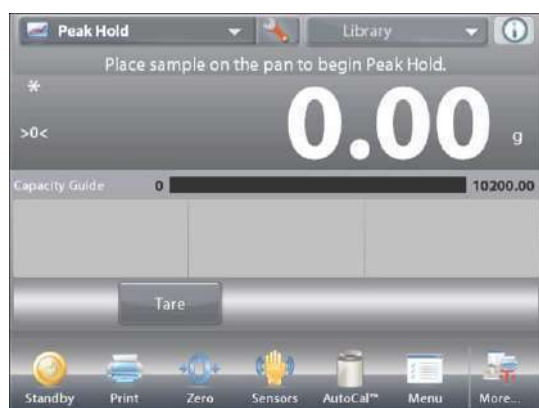 Peak Hold Library
Place sample on the pan to begin Peak Hold.
*
>0<
0.00 g
Capacity Guide 0 10200.00
Tare
Standby Print Zero Sensors AutoCal™ Menu More...